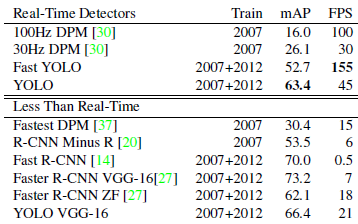 Real-Time Detectors Train mAP FPS
100Hz DPM [30] 2007 16.0 100
30Hz DPM [30] 2007 26.1 30
Fast YOLO 2007+2012 52.7 155
YOLO 2007+2012 63.4 45
Less Than Real-Time
Fastest DPM [37] 2007 30.4 15
R-CNN Minus R [20] 2007 53.5 6
Fast R-CNN [14] 2007+2012 70.0 0.5
Faster R-CNN VGG-16[27] 2007+2012 73.2 7
Faster R-CNN ZF [27] 2007+2012 62.1 18
YOLO VGG-16 2007+2012 66.4 21